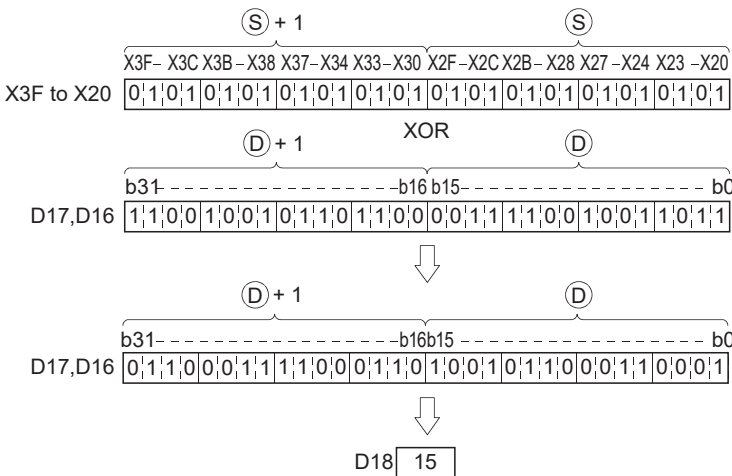 Ⓢ + 1 Ⓢ
X3F– X3C X3B – X38 X37–X34 X33–X30 X2F–X2C X2B– X28 X27 –X24 X23 –X20
X3F to X20 0 1 0 1 0 1 0 1 0 1 0 1 0 1 0 1 0 1 0 1 0 1 0 1 0 1 0 1 0 1 0 1
XOR
Ⓓ + 1 Ⓓ
b31 b16 b15 b0
D17,D16 1 1 0 0 1 0 0 1 0 1 1 0 1 1 0 0 0 0 1 1 1 1 0 0 1 0 0 1 1 0 1 1
Ⓓ + 1 Ⓓ
b31 b16 b15 b0
D17,D16 0 1 1 0 0 0 1 1 1 1 0 0 0 1 1 0 1 0 0 1 0 1 1 0 0 0 1 1 0 0 0 1
D18 15